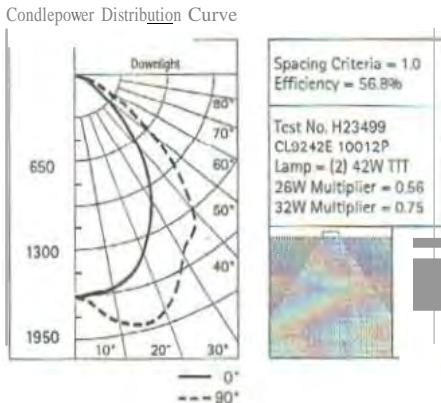 Condlepower Distribution Curve
Downlight
80°
70°
60°
50°
40°
30°
20°
10°
650
1300
1950
0°
90°
Spacing Criteria = 1.0
Efficiency = 56.8%
Test No. H23499
CL9242E 10012P
Lamp = (2) 42W TTT
26W Multiplier = 0.56
32W Multiplier = 0.75